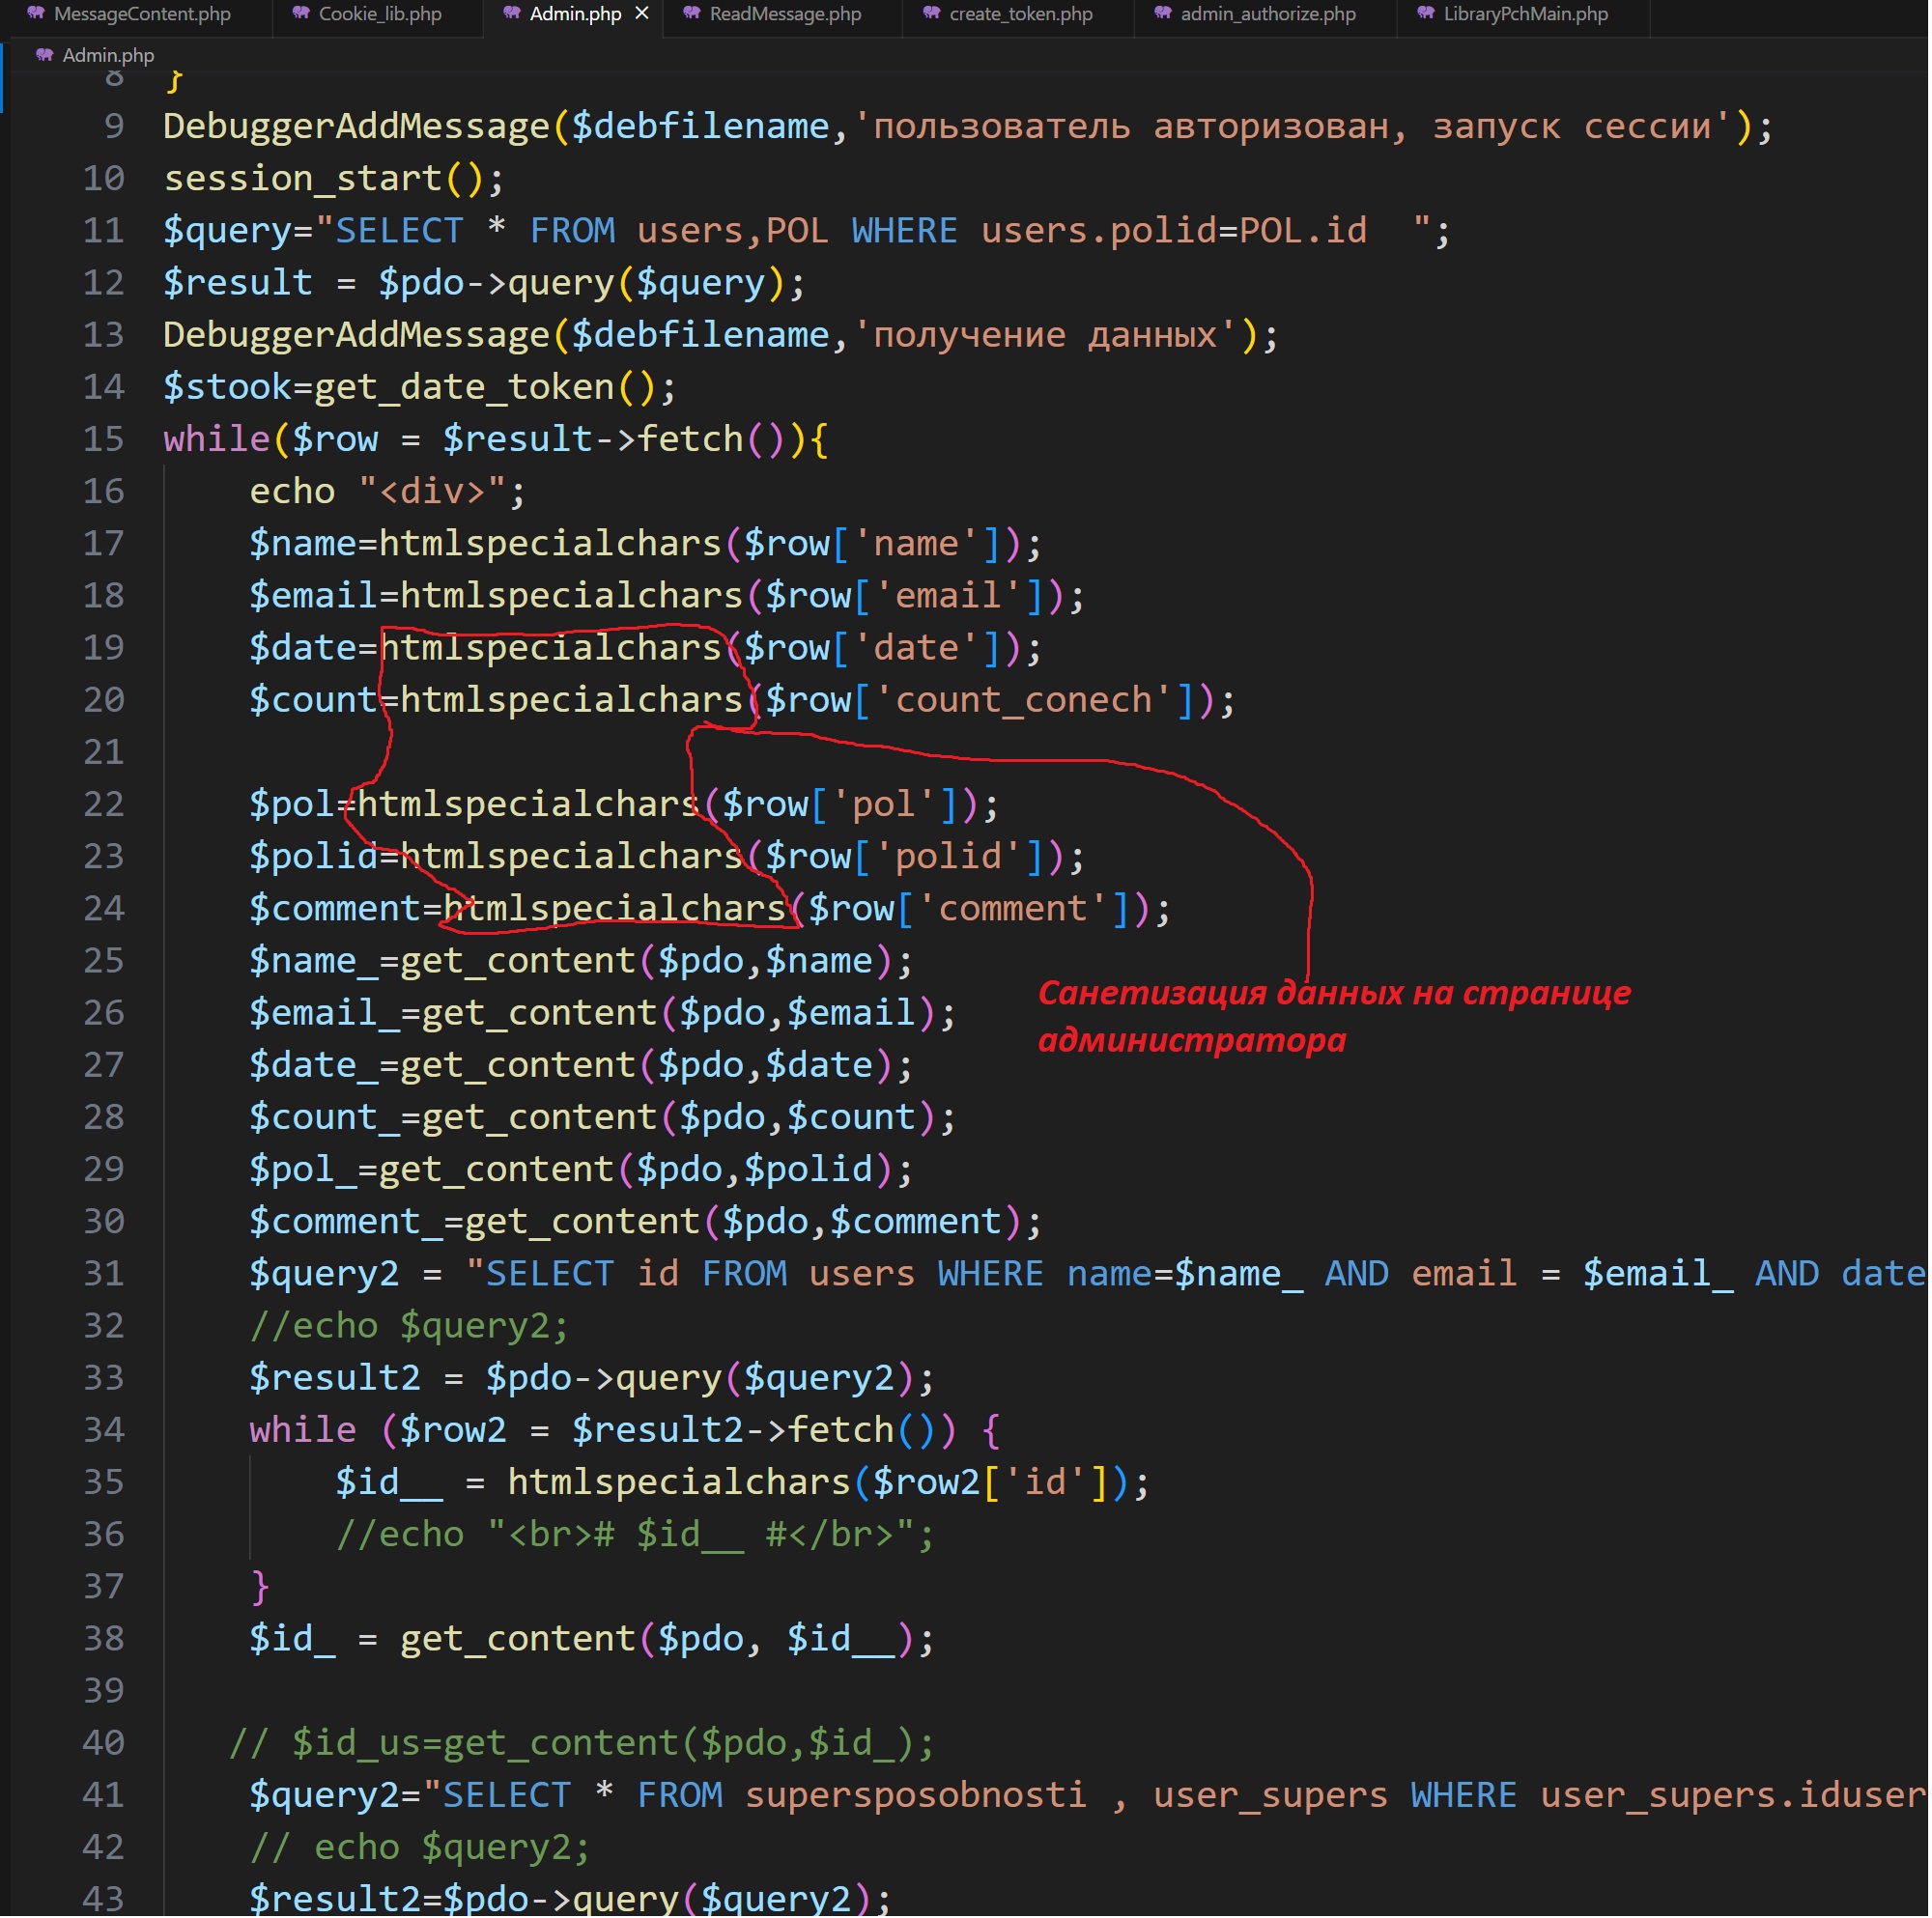 MessageContent.php Cookie_lib.php Admin.php × ReadMessage.php create_token.php admin_authorize.php LibraryPchMain.php
Admin.php
8 }
9 DebuggerAddMessage($debfilename,'пользователь авторизован, запуск сессии');
10 session_start();
11 $query="SELECT * FROM users,POL WHERE users.polid=POL.id  ";
12 $result = $pdo->query($query);
13 DebuggerAddMessage($debfilename,'получение данных');
14 $stook=get_date_token();
15 while($row = $result->fetch()){
16 echo "<div>";
17 $name=htmlspecialchars($row['name']);
18 $email=htmlspecialchars($row['email']);
19 $date=htmlspecialchars($row['date']);
20 $count=htmlspecialchars($row['count_conech']);
21
22 $pol=htmlspecialchars($row['pol']);
23 $polid=htmlspecialchars($row['polid']);
24 $comment=htmlspecialchars($row['comment']);
25 $name_=get_content($pdo,$name);
Санетизация данных на странице
26 $email_=get_content($pdo,$email);
администратора
27 $date_=get_content($pdo,$date);
28 $count_=get_content($pdo,$count);
29 $pol_=get_content($pdo,$polid);
30 $comment_=get_content($pdo,$comment);
31 $query2 = "SELECT id FROM users WHERE name=$name_ AND email = $email_ AND date
32 //echo $query2;
33 $result2 = $pdo->query($query2);
34 while ($row2 = $result2->fetch()) {
35 $id__ = htmlspecialchars($row2['id']);
36 //echo "<br># $id__ #</br>";
37 }
38 $id_ = get_content($pdo, $id__);
39
40 // $id_us=get_content($pdo,$id_);
41 $query2="SELECT * FROM supersposobnosti , user_supers WHERE user_supers.iduser
42 // echo $query2;
43 $result2=$pdo->query($query2);